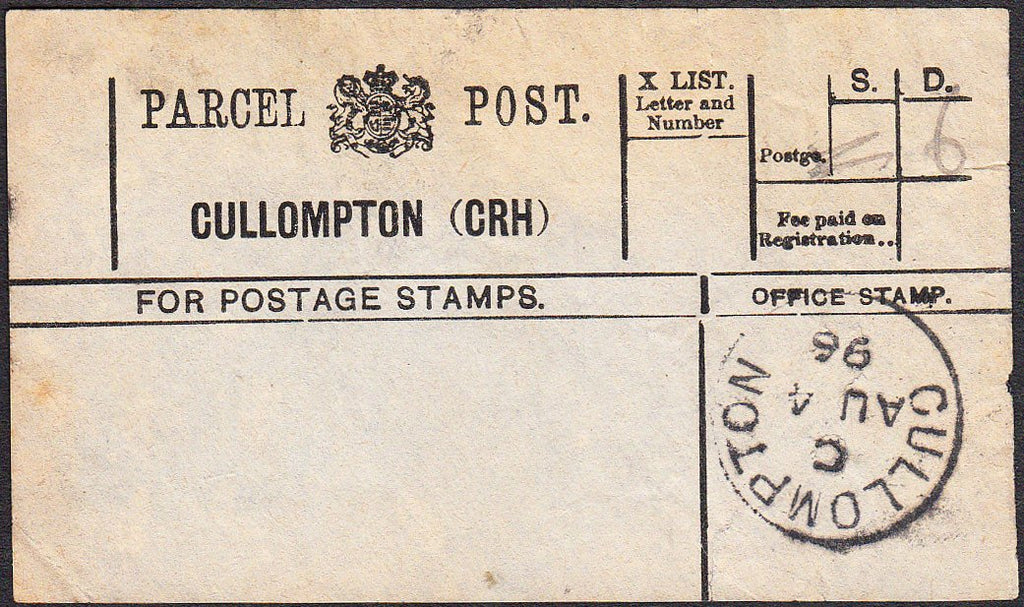 PARCEL POST.
CULLOMPTON (CRH)
X LIST.
Letter and
Number
S. D.
Postge. 6
Fee paid on
Registration..
FOR POSTAGE STAMPS.
OFFICE STAMP.
CULLOMPTON
C
AU 4
96